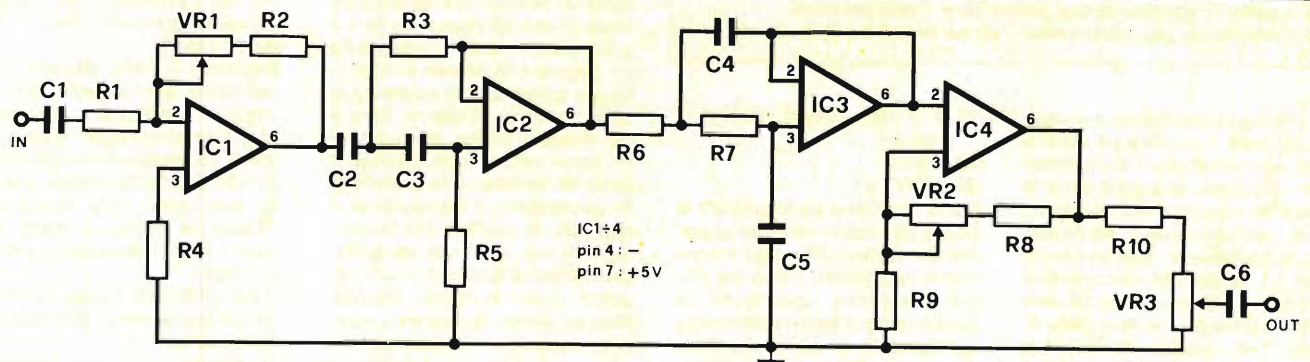 VR1
R2
R3
C1
R1
2
IC1
6
3
IN
C2
C3
2
IC2
6
3
R4
R5
IC1÷4
pin 4: –
pin 7: +5V
R6
C4
R7
2
IC3
6
3
C5
2
IC4
6
3
VR2
R8
R10
R9
C6
VR3
OUT